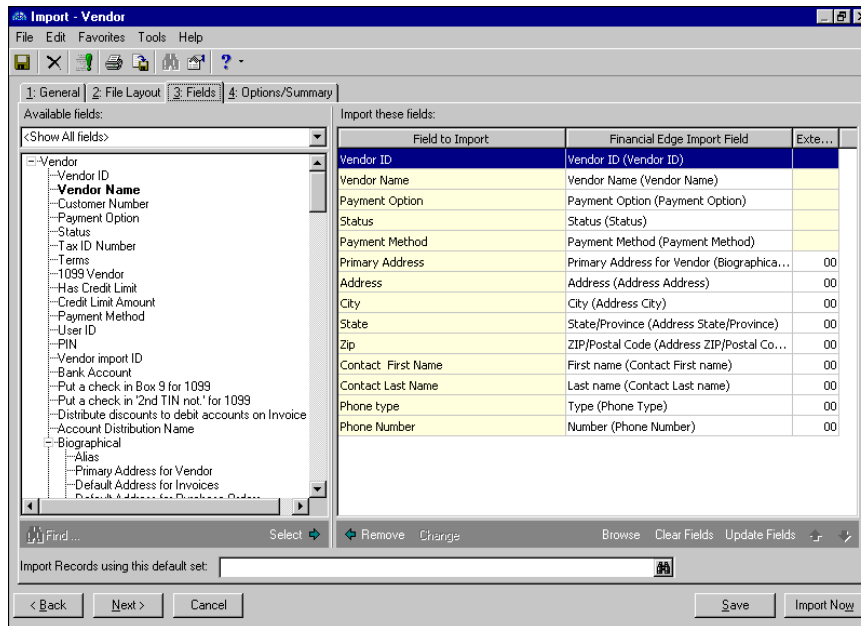 Import - Vendor
File Edit Favorites Tools Help
1: General 2: File Layout 3: Fields 4: Options/Summary
Available fields:
<Show All fields>
Vendor
Vendor ID
Vendor Name
Customer Number
Payment Option
Status
Tax ID Number
Terms
1099 Vendor
Has Credit Limit
Credit Limit Amount
Payment Method
User ID
PIN
Vendor import ID
Bank Account
Put a check in Box 9 for 1099
Put a check in '2nd TIN not.' for 1099
Distribute discounts to debit accounts on Invoice
Account Distribution Name
Biographical
Alias
Primary Address for Vendor
Default Address for Invoices
Default Address for Purchase Orders
Find ... Select
Import these fields:
Field to Import Financial Edge Import Field Exte...
Vendor ID Vendor ID (Vendor ID)
Vendor Name Vendor Name (Vendor Name)
Payment Option Payment Option (Payment Option)
Status Status (Status)
Payment Method Payment Method (Payment Method)
Primary Address Primary Address for Vendor (Biographica... 00
Address Address (Address Address) 00
City City (Address City) 00
State State/Province (Address State/Province) 00
Zip ZIP/Postal Code (Address ZIP/Postal Co... 00
Contact First Name First name (Contact First name) 00
Contact Last Name Last name (Contact Last name) 00
Phone type Type (Phone Type) 00
Phone Number Number (Phone Number) 00
Remove Change Browse Clear Fields Update Fields
Import Records using this default set:
< Back Next > Cancel Save Import Now